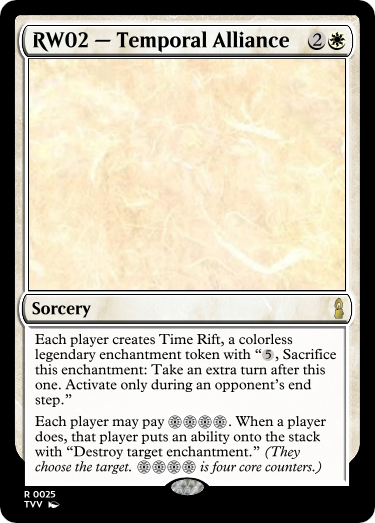 RW02 — Temporal Alliance 2
Sorcery
Each player creates Time Rift, a colorless
legendary enchantment token with “5, Sacrifice
this enchantment: Take an extra turn after this
one. Activate only during an opponent’s end
step.”
Each player may pay . When a player
does, that player puts an ability onto the stack
with “Destroy target enchantment.” (They
choose the target.  is four core counters.)
R 0025
TVV